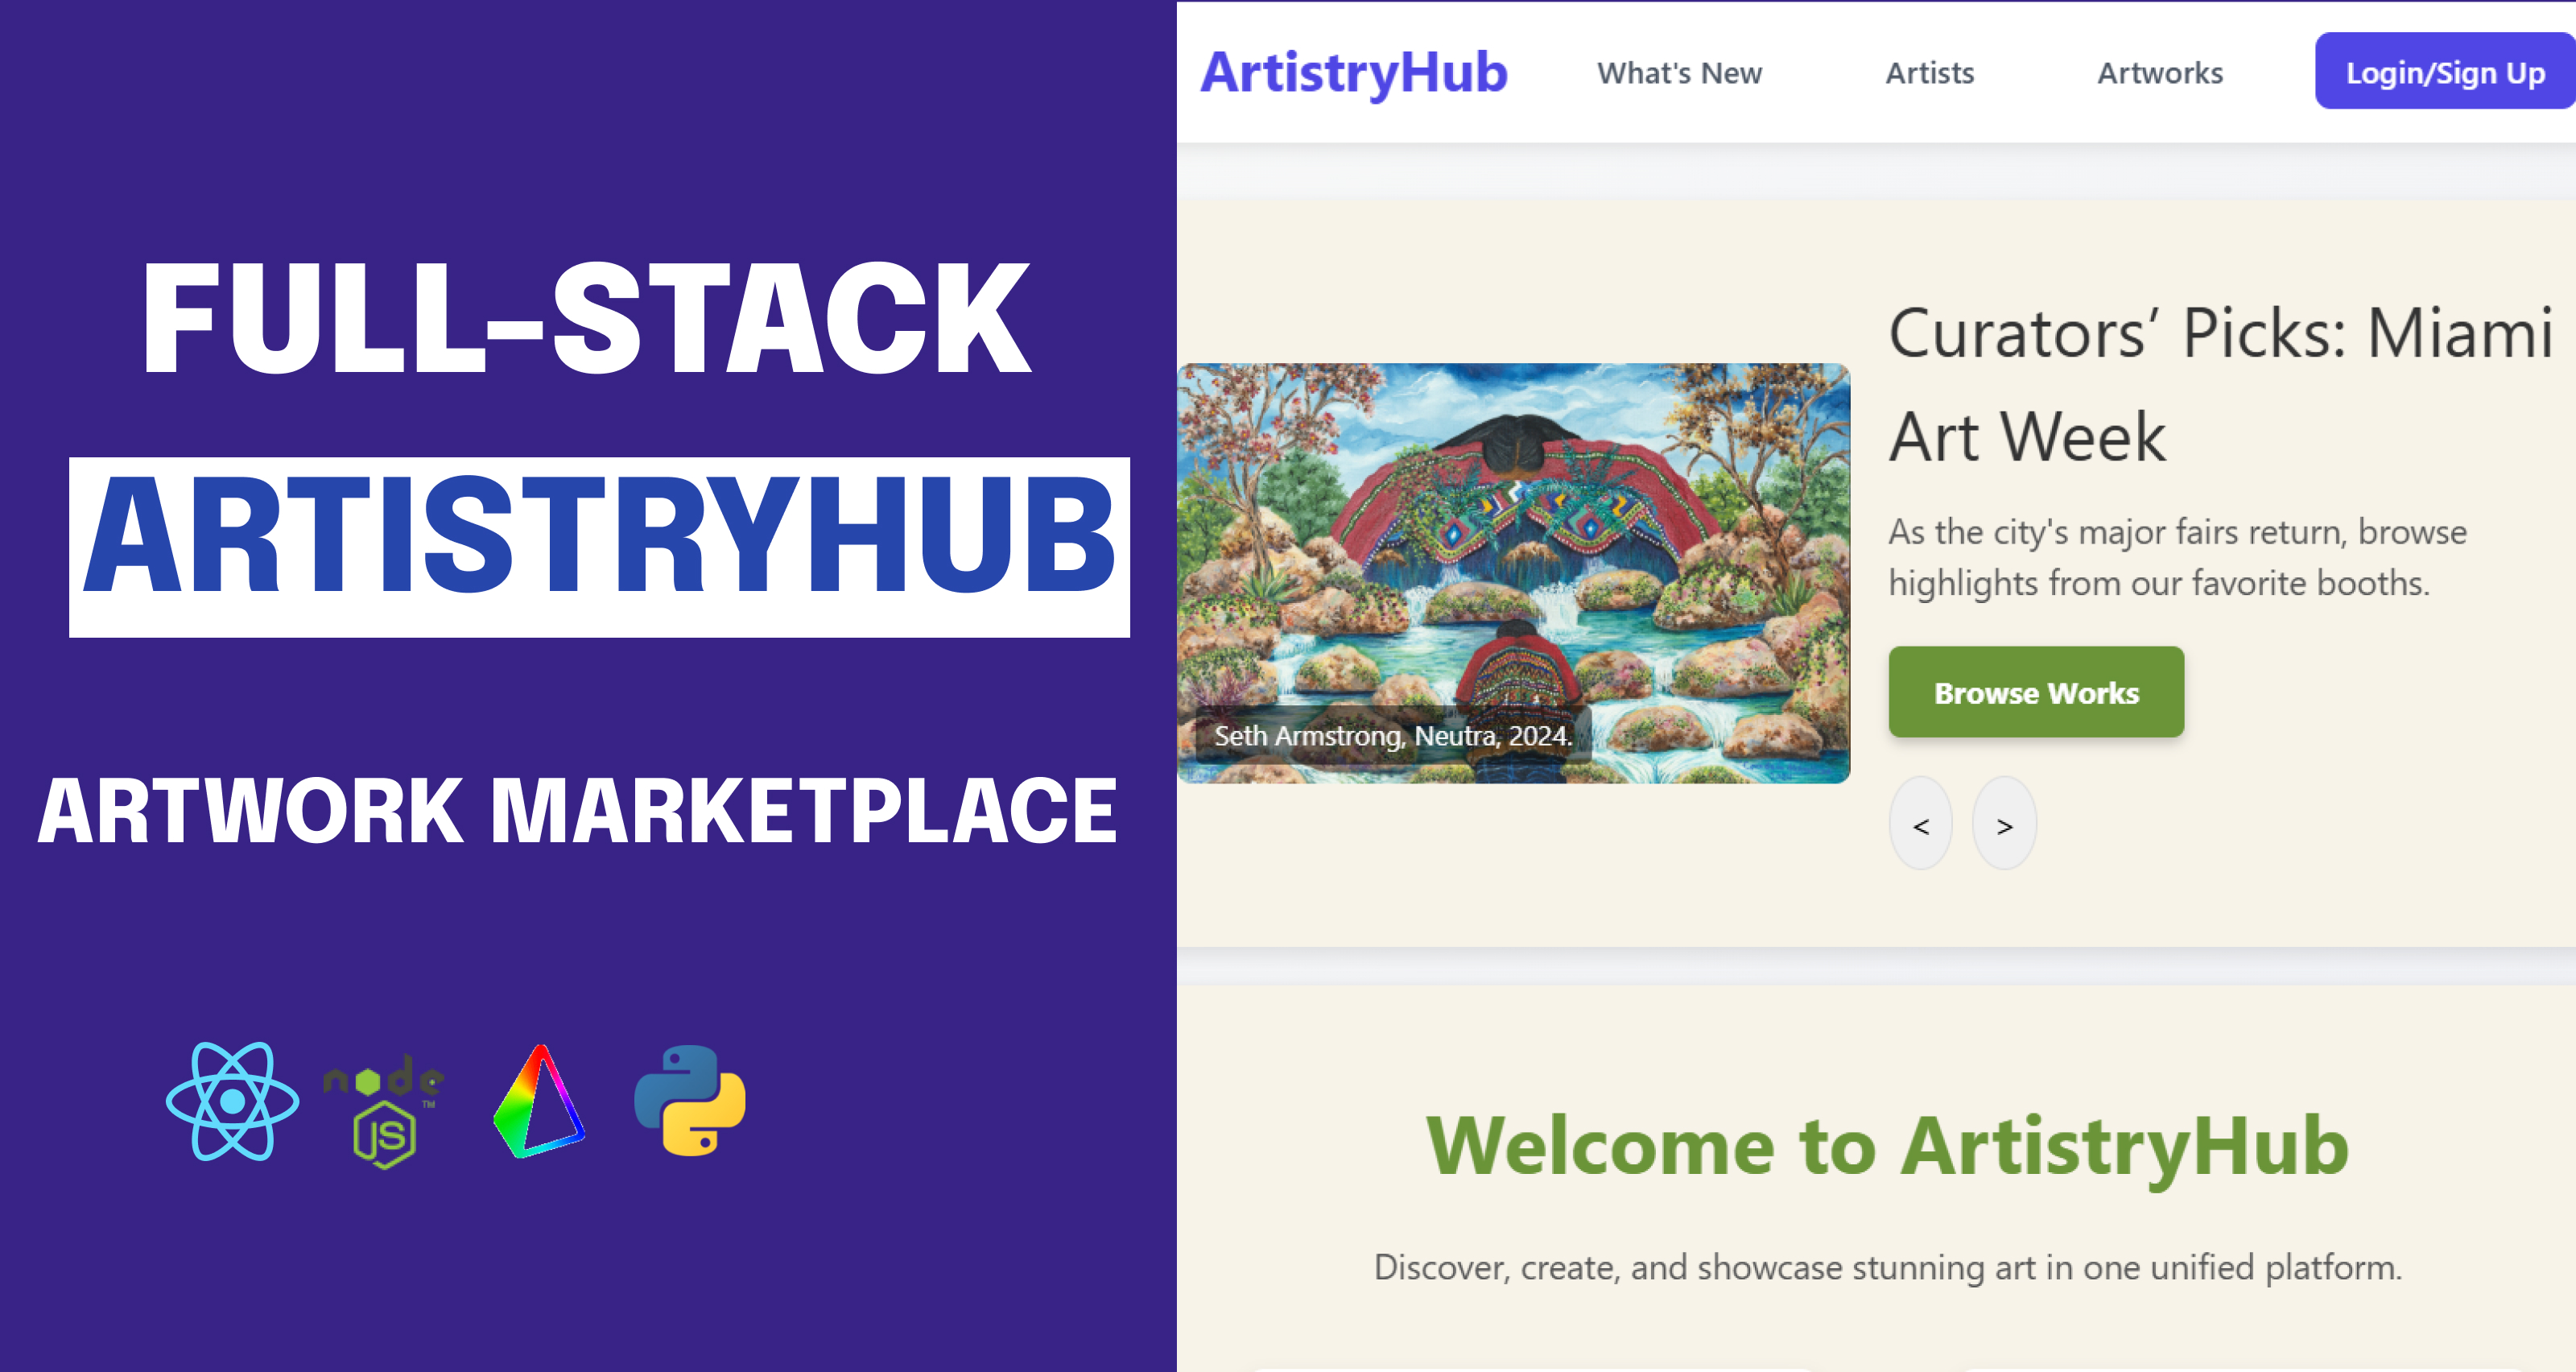 FULL-STACK
ARTISTRYHUB
ARTWORK MARKETPLACE
node
TM
JS
ArtistryHub
What's New
Artists
Artworks
Login/Sign Up
Curators’ Picks: Miami
Art Week
As the city's major fairs return, browse
highlights from our favorite booths.
Browse Works
< >
Seth Armstrong, Neutra, 2024.
Welcome to ArtistryHub
Discover, create, and showcase stunning art in one unified platform.